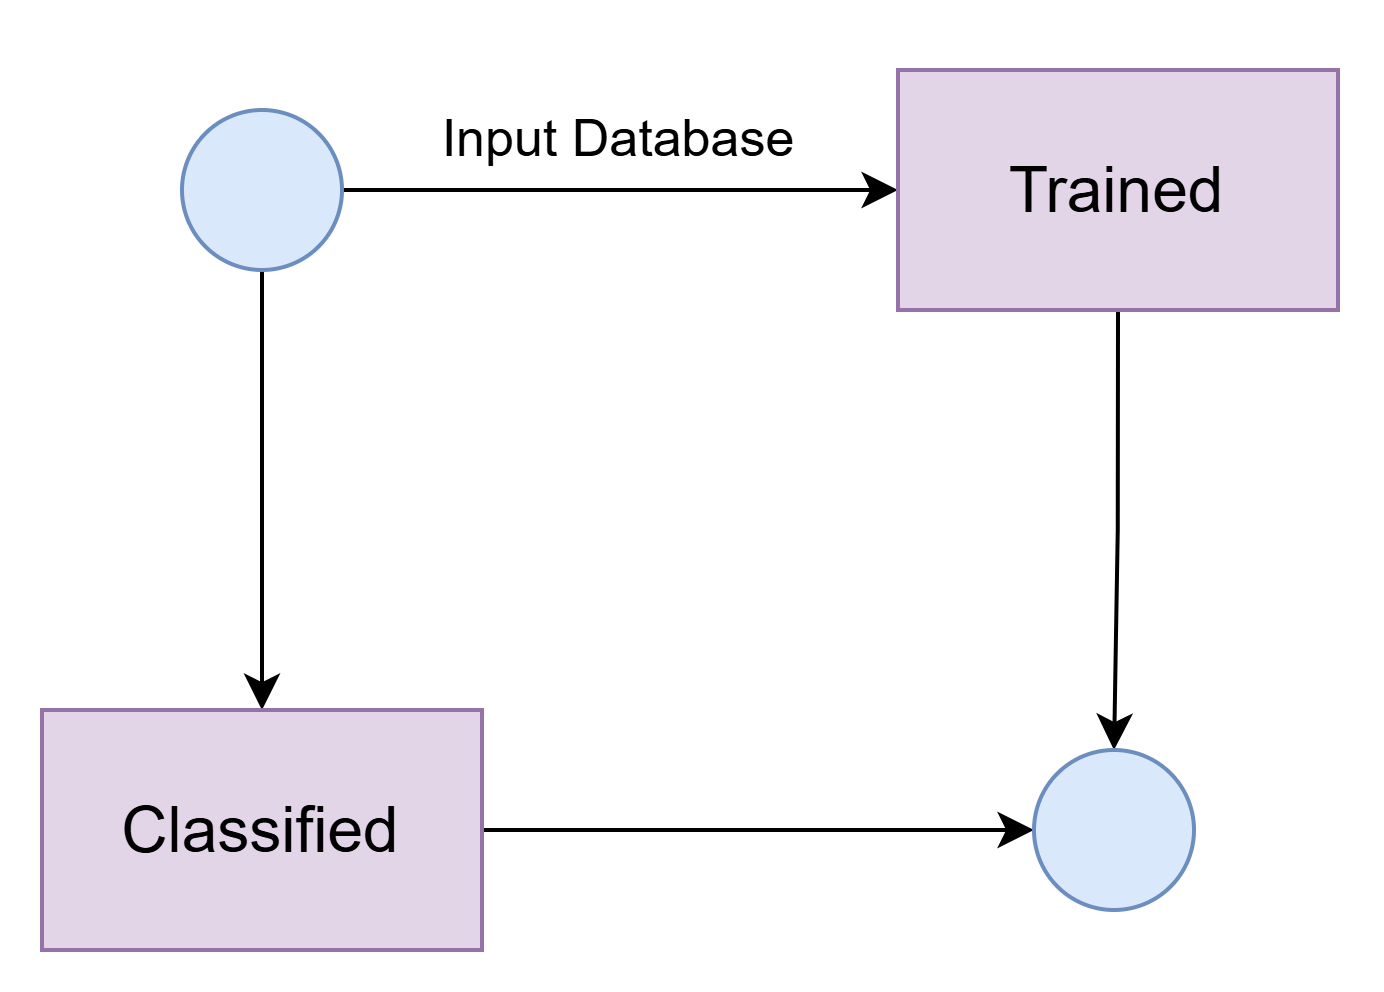 Input Database
Trained
Classified